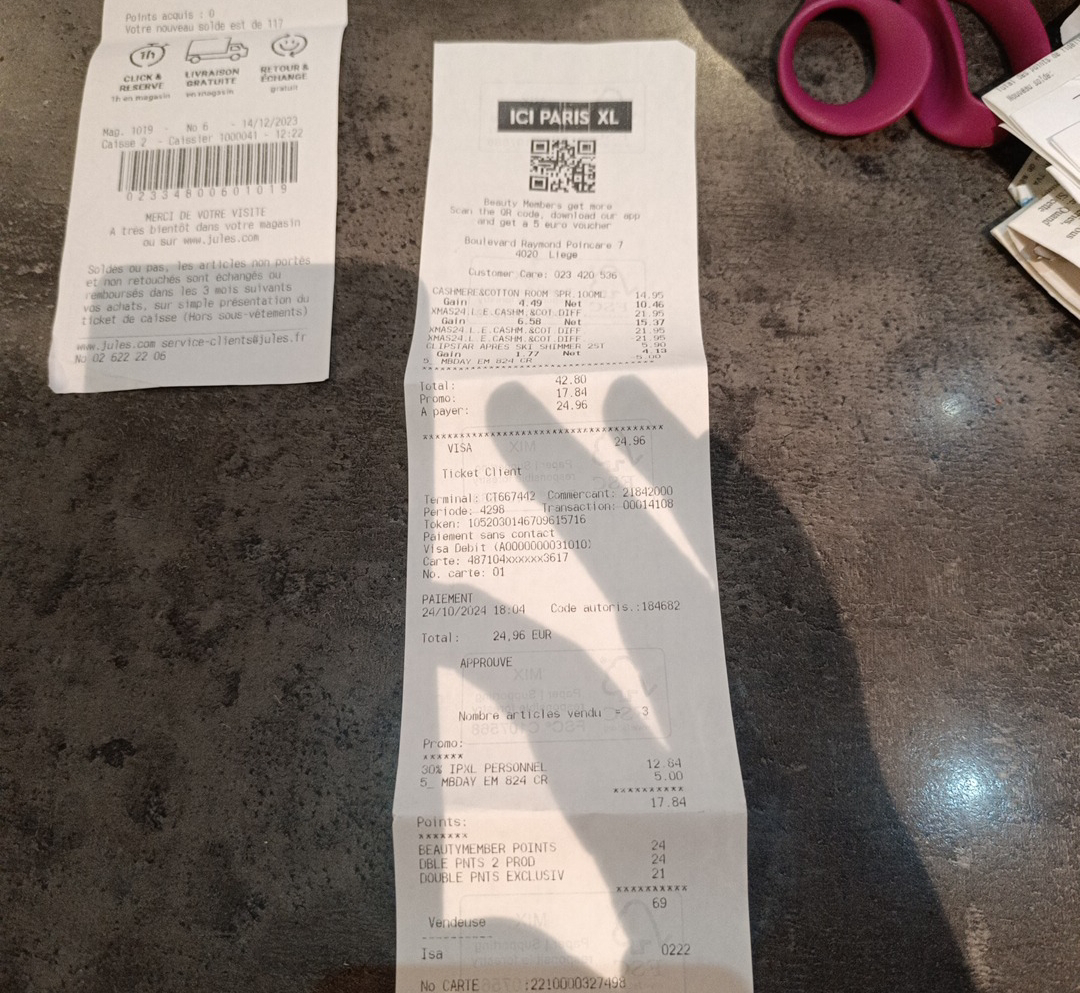 Points acquis : 0
Votre nouveau solde est de 117
1h
CLICK & RESERVE
1h en magasin
LIVRAISON GRATUITE
en magasin
RETOUR & ÉCHANGE
gratuit
Mag. 1019 - No 6 - 14/12/2023
Caisse 2 - Caissier 1000041 - 12:22
0233480060101 9
MERCI DE VOTRE VISITE
A très bientôt dans votre magasin
ou sur www.jules.com
Soldes ou pas, les articles non portés
et non retouchés sont échangés ou
remboursés dans les 3 mois suivants
vos achats, sur simple présentation du
ticket de caisse (Hors sous-vêtements)
www.jules.com service-clients@jules.fr
No 02 622 22 06
ICI PARIS XL
Beauty Members get more
Scan the QR code, download our app
and get a 5 euro voucher
Boulevard Raymond Poincare 7
4020 Liege
Customer Care: 023 420 536
CASHMERE&COTTON ROOM SPR.100ML 14.95
Gain 4.49 Net 10.46
XMAS24.L.E.CASHM.&COT.DIFF. 21.95
Gain 6.58 Net 15.37
XMAS24.L.E.CASHM.&COT.DIFF. 21.95
XMAS24.L.E.CASHM.&COT.DIFF. -21.95
CLIPSTAR APRES SKI SHIMMER 2ST 5.90
Gain 1.77 Net 4.13
5_ MBDAY EM 824 CR -5.00
Total: 42.80
Promo: 17.84
A payer: 24.96
VISA 24.96
Ticket Client
Terminal: CT667442 Commercant: 21842000
Periode: 4298 Transaction: 00014108
Token: 1052030146709615716
Paiement sans contact
Visa Debit (A0000000031010)
Carte: 487104xxxxxx3617
No. carte: 01
PAIEMENT
24/10/2024 18:04 Code autoris.:184682
Total: 24,96 EUR
APPROUVE
Nombre articles vendu = 3
Promo:
30% IPXL PERSONNEL 12.84
5_ MBDAY EM 824 CR 5.00
17.84
Points:
BEAUTYMEMBER POINTS 24
DBLE PNTS 2 PROD 24
DOUBLE PNTS EXCLUSIV 21
69
Vendeuse
Isa 0222
No CARTE :2210000327498